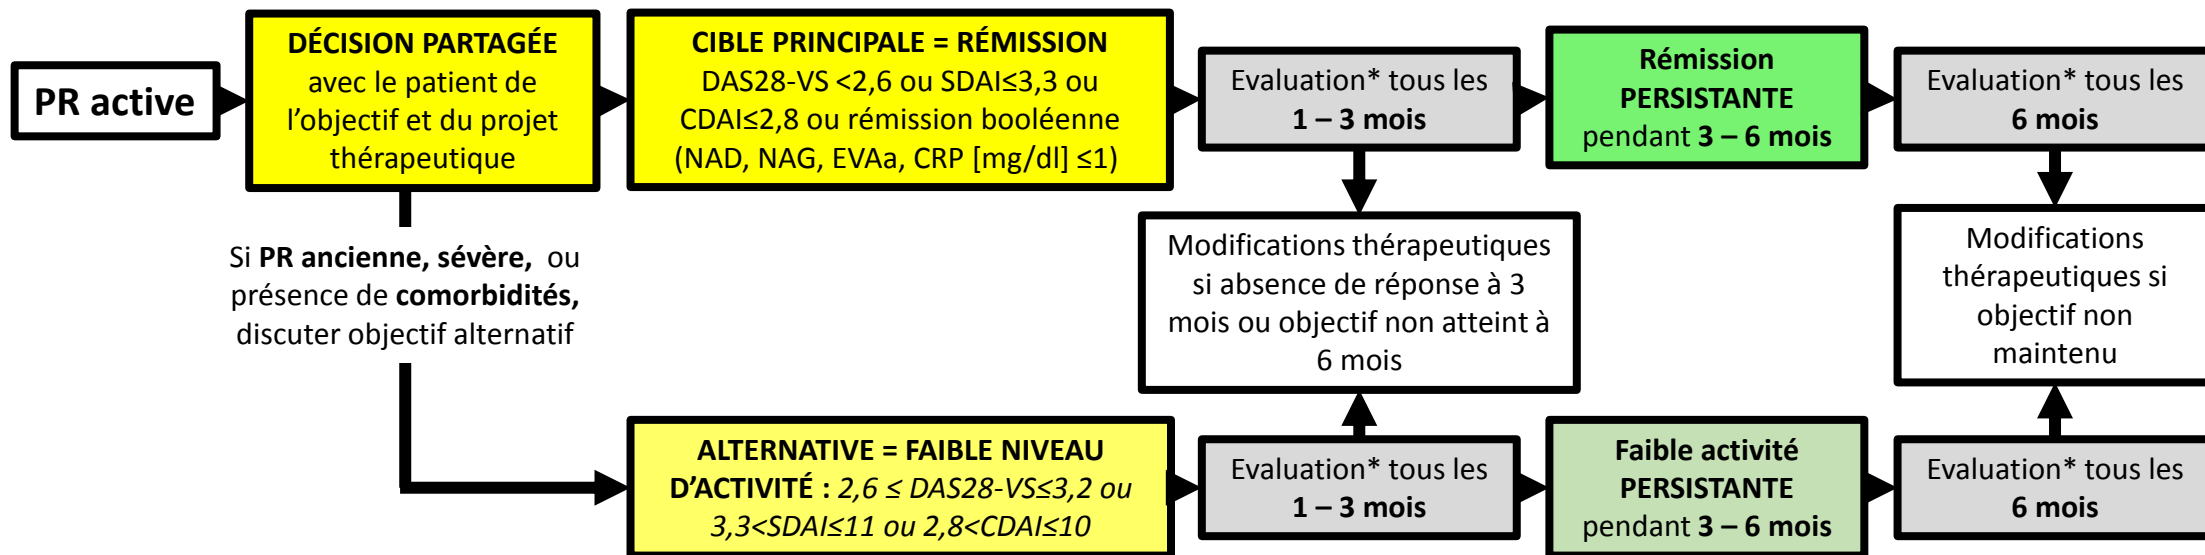 PR active
DÉCISION PARTAGÉE
avec le patient de
l’objectif et du projet
thérapeutique
CIBLE PRINCIPALE = RÉMISSION
DAS28-VS <2,6 ou SDAI≤3,3 ou
CDAI≤2,8 ou rémission booléenne
(NAD, NAG, EVAa, CRP [mg/dl] ≤1)
Evaluation* tous les
1 – 3 mois
Rémission
PERSISTANTE
pendant 3 – 6 mois
Evaluation* tous les
6 mois
Si PR ancienne, sévère, ou
présence de comorbidités,
discuter objectif alternatif
Modifications thérapeutiques
si absence de réponse à 3
mois ou objectif non atteint à
6 mois
Modifications
thérapeutiques si
objectif non
maintenu
ALTERNATIVE = FAIBLE NIVEAU
D’ACTIVITÉ : 2,6 ≤ DAS28-VS≤3,2 ou
3,3<SDAI≤11 ou 2,8<CDAI≤10
Evaluation* tous les
1 – 3 mois
Faible activité
PERSISTANTE
pendant 3 – 6 mois
Evaluation* tous les
6 mois